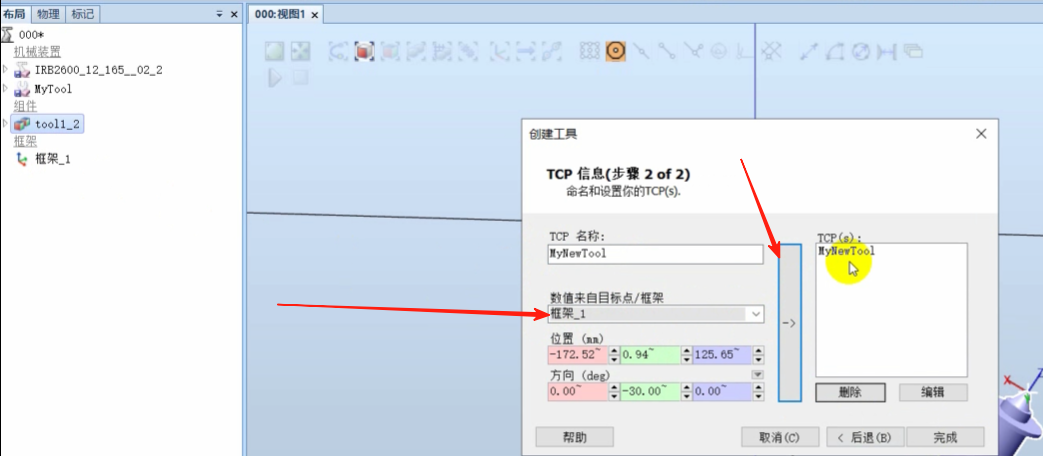 布局 物理 标记
000:视图1
000*
机械装置
IRB2600_12_165__02_2
MyTool
组件
tool1_2
框架
框架_1
创建工具
TCP 信息(步骤 2 of 2)
命名和设置你的TCP(s).
TCP 名称:
MyNewTool
数值来自目标点/框架
框架_1
位置 (mm)
-172.52~ 0.94~ 125.65~
方向 (deg)
0.00~ -30.00~ 0.00~
->
TCP(s):
MyNewTool
删除 编辑
帮助 取消(C) < 后退(B) 完成
X